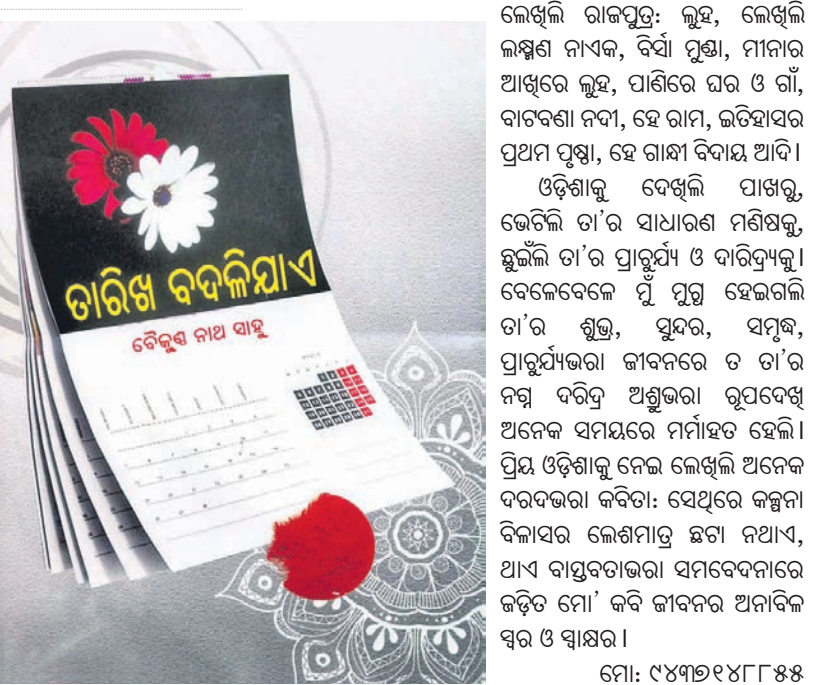 ତାରିଖ ବଦଳିଯାଏ
ବୈକୁଣ୍ଠ ନାଥ ସାହୁ
ଲେଖିଲି ରାଜପୁତ୍ର: ଲୁହ, ଲେଖିଲି
ଲକ୍ଷ୍ମଣ ନାଏକ, ବିର୍ସା ମୁଣ୍ଡା, ମୀନାର
ଆଖିରେ ଲୁହ, ପାଣିରେ ଘର ଓ ଗାଁ,
ବାଟବଣା ନଦୀ, ହେ ରାମ, ଇତିହାସର
ପ୍ରଥମ ପୃଷ୍ଠା, ହେ ଗାନ୍ଧୀ ବିଦାୟ ଆଦି।
ଓଡ଼ିଶାକୁ ଦେଖିଲି ପାଖରୁ,
ଭେଟିଲି ତା’ର ସାଧାରଣ ମଣିଷକୁ,
ଛୁଇଁଲି ତା’ର ପ୍ରାଚୁର୍ଯ୍ୟ ଓ ଦାରିଦ୍ର୍ୟକୁ।
ବେଳେବେଳେ ମୁଁ ମୁଗ୍ଧ ହେଇଗଲି
ତା’ର ଶୁଭ୍ର, ସୁନ୍ଦର, ସମୃଦ୍ଧ,
ପ୍ରାଚୁର୍ଯ୍ୟଭରା ଜୀବନରେ ତ ତା’ର
ନଗ୍ନ ଦରିଦ୍ର ଅଶ୍ରୁଭରା ରୂପଦେଖି
ଅନେକ ସମୟରେ ମର୍ମାହତ ହେଲି।
ପ୍ରିୟ ଓଡ଼ିଶାକୁ ନେଇ ଲେଖିଲି ଅନେକ
ଦରଦଭରା କବିତା: ସେଥିରେ କଳ୍ପନା
ବିଳାସର ଲେଶମାତ୍ର ଛଟା ନଥାଏ,
ଥାଏ ବାସ୍ତବତାଭରା ସମବେଦନାରେ
ଜଡ଼ିତ ମୋ’ କବି ଜୀବନର ଅନାବିଳ
ସ୍ୱର ଓ ସ୍ୱାକ୍ଷର।
ମୋ: ୯୪୩୭୧୪୮୮୫୫